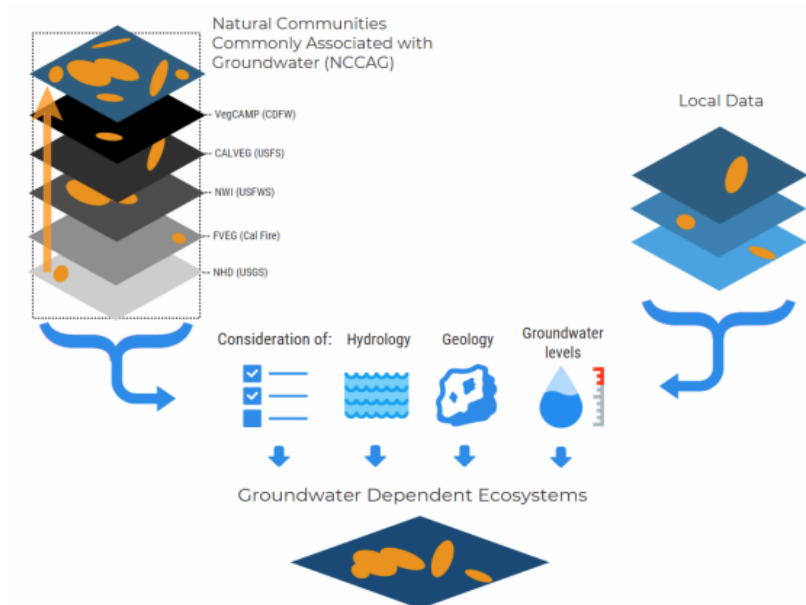 Natural Communities
Commonly Associated with
Groundwater (NCCAG)
VegCAMP (CDFW)
CALVEG (USFS)
NWI (USFWS)
FVEG (Cal Fire)
NHD (USGS)
Local Data
Consideration of:
Hydrology
Geology
Groundwater
levels
Groundwater Dependent Ecosystems